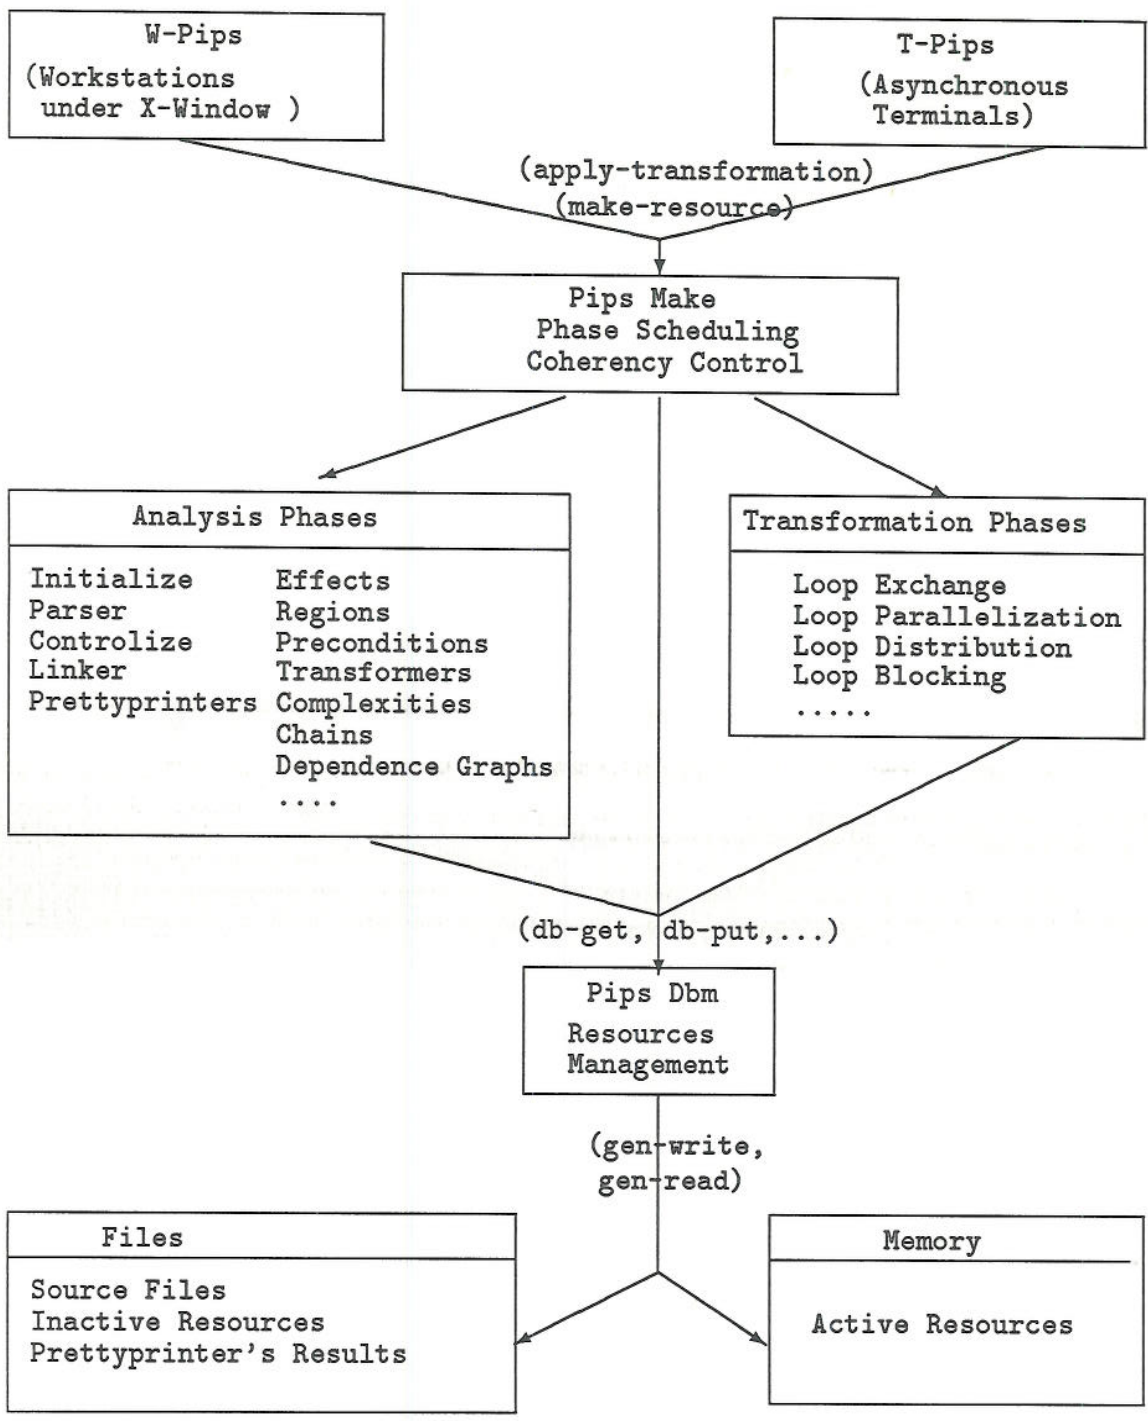 W-Pips
(Workstations
under X-Window )
T-Pips
(Asynchronous
Terminals)
(apply-transformation)
(make-resource)
Pips Make
Phase Scheduling
Coherency Control
Analysis Phases
Initialize
Parser
Controlize
Linker
Prettyprinters
Effects
Regions
Preconditions
Transformers
Complexities
Chains
Dependence Graphs
....
Transformation Phases
Loop Exchange
Loop Parallelization
Loop Distribution
Loop Blocking
.....
(db-get, db-put,...)
Pips Dbm
Resources
Management
(gen-write,
gen-read)
Files
Source Files
Inactive Resources
Prettyprinter's Results
Memory
Active Resources